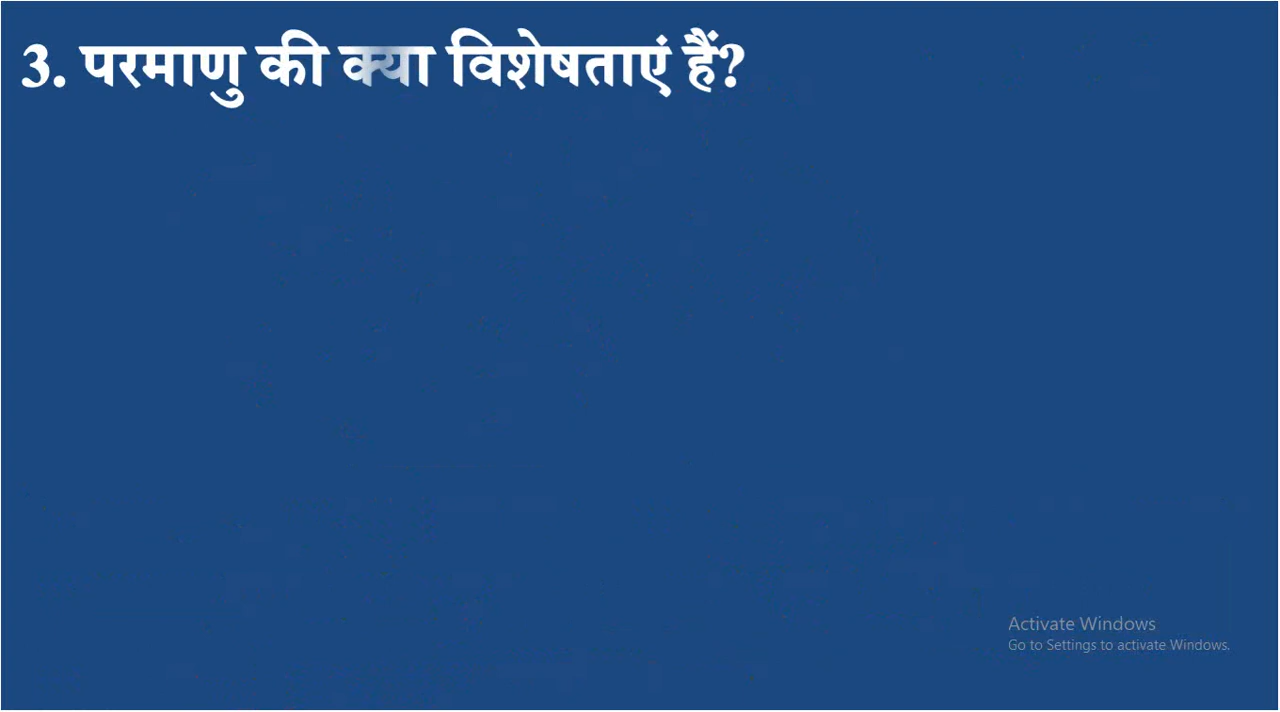 3. परमाणु की क्या विशेषताएं हैं?
Activate Windows
Go to Settings to activate Windows.